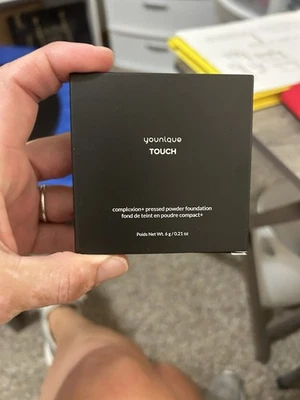 younique
TOUCH
complexion+ pressed powder foundation
fond de teint en poudre compact+
Poids Net Wt. 6 g / 0.21 oz